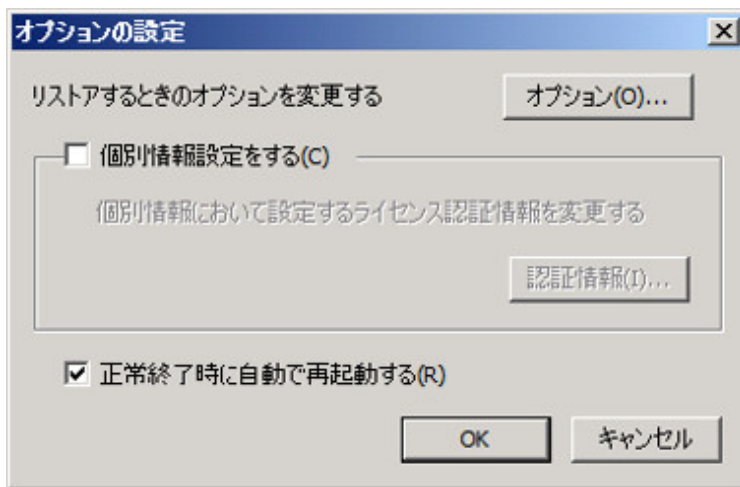 オプションの設定
リストアするときのオプションを変更する
オプション(O)...
個別情報設定をする(C)
個別情報において設定するライセンス認証情報を変更する
認証情報(I)...
正常終了時に自動で再起動する(R)
OK
キャンセル